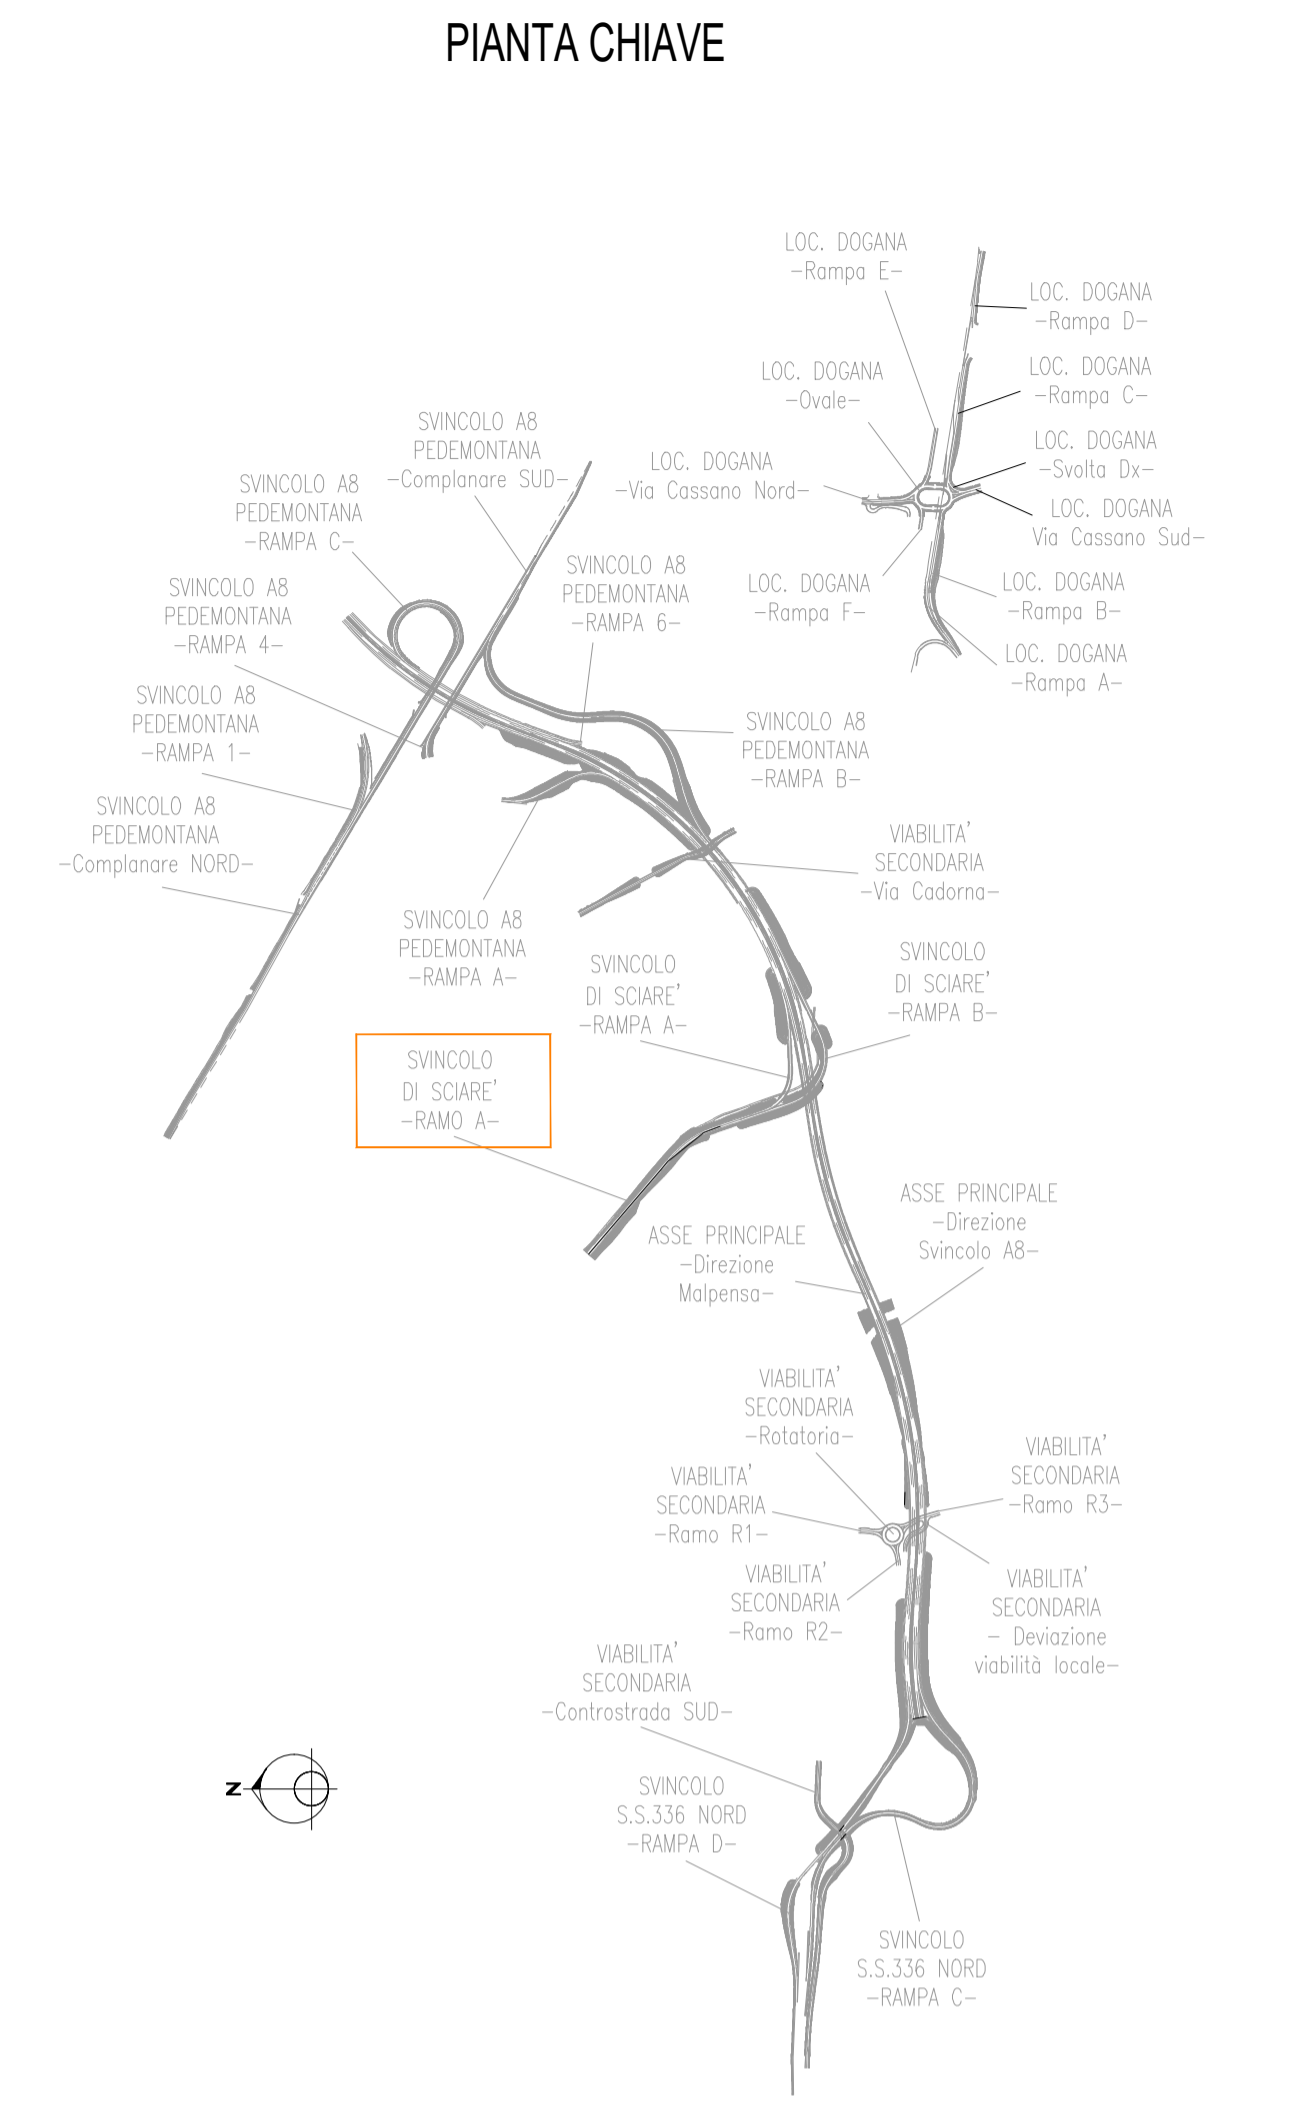 PIANTA CHIAVE
LOC. DOGANA
-Rampa E-
LOC. DOGANA
-Rampa D-
LOC. DOGANA
-Ovale-
LOC. DOGANA
-Rampa C-
SVINCOLO A8
PEDEMONTANA
-Complanare SUD-
LOC. DOGANA
-Via Cassano Nord-
LOC. DOGANA
-Svolta Dx-
SVINCOLO A8
PEDEMONTANA
-RAMPA C-
LOC. DOGANA
Via Cassano Sud-
SVINCOLO A8
PEDEMONTANA
-RAMPA 4-
SVINCOLO A8
PEDEMONTANA
-RAMPA 6-
LOC. DOGANA
-Rampa F-
LOC. DOGANA
-Rampa B-
LOC. DOGANA
-Rampa A-
SVINCOLO A8
PEDEMONTANA
-RAMPA 1-
SVINCOLO A8
PEDEMONTANA
-RAMPA B-
SVINCOLO A8
PEDEMONTANA
-Complanare NORD-
VIABILITA'
SECONDARIA
-Via Cadorna-
SVINCOLO A8
PEDEMONTANA
-RAMPA A-
SVINCOLO
DI SCIARE'
-RAMPA A-
SVINCOLO
DI SCIARE'
-RAMPA B-
SVINCOLO
DI SCIARE'
-RAMO A-
ASSE PRINCIPALE
-Direzione
Svincolo A8-
ASSE PRINCIPALE
-Direzione
Malpensa-
VIABILITA'
SECONDARIA
-Rotatoria-
VIABILITA'
SECONDARIA
-Ramo R3-
VIABILITA'
SECONDARIA
-Ramo R1-
VIABILITA'
SECONDARIA
-Ramo R2-
VIABILITA'
SECONDARIA
- Deviazione
viabilità locale-
VIABILITA'
SECONDARIA
-Controstrada SUD-
N
SVINCOLO
S.S.336 NORD
-RAMPA D-
SVINCOLO
S.S.336 NORD
-RAMPA C-